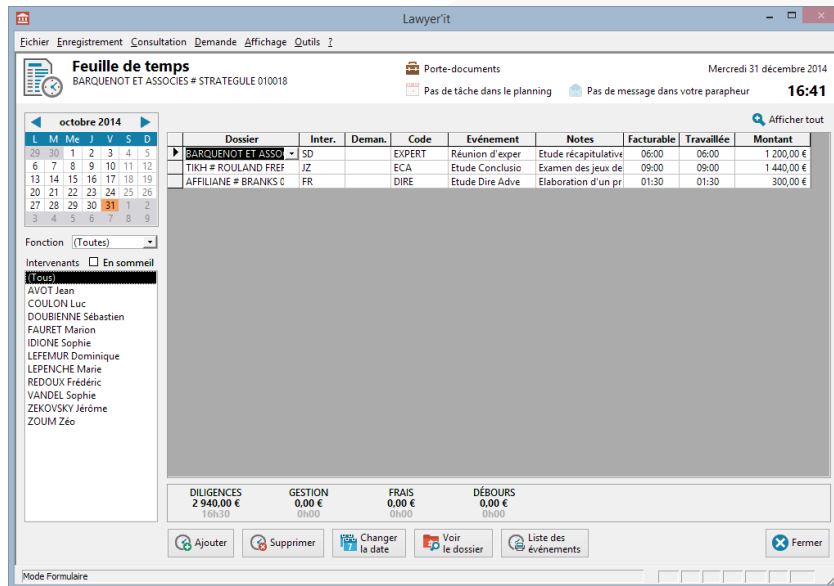 Lawyer'it
Fichier Enregistrement Consultation Demande Affichage Outils ?
Feuille de temps
BARQUENOT ET ASSOCIES # STRATEGULE 010018
Porte-documents
Mercredi 31 décembre 2014
Pas de tâche dans le planning
Pas de message dans votre parapheur
16:41
Afficher tout
octobre 2014
L M Me J V S D
29 30 1 2 3 4 5
6 7 8 9 10 11 12
13 14 15 16 17 18 19
20 21 22 23 24 25 26
27 28 29 30 31 1 2
3 4 5 6 7 8 9
Fonction (Toutes)
Intervenants En sommeil
(Tous)
AVOT Jean
COULON Luc
DOUBIENNE Sébastien
FAURET Marion
IDIONE Sophie
LEFEMUR Dominique
LEPENCHE Marie
REDOUX Frédéric
VANDEL Sophie
ZEKOVSKY Jérôme
ZOUM Zéo
Dossier Inter. Deman. Code Evénement Notes Facturable Travaillée Montant
BARQUENOT ET ASSO SD EXPERT Réunion d'exper Etude récapitulative 06:00 06:00 1 200,00 €
TIKH # ROULAND FREF JZ ECA Etude Conclusio Examen des jeux de 09:00 09:00 1 440,00 €
AFFILIANE # BRANKS 0 FR DIRE Etude Dire Adve Elaboration d'un pr 01:30 01:30 300,00 €
DILIGENCES GESTION FRAIS DÉBOURS
2 940,00 € 0,00 € 0,00 € 0,00 €
16h30 0h00 0h00 0h00
Ajouter
Supprimer
Changer
la date
Voir
le dossier
Liste des
événements
Fermer
Mode Formulaire